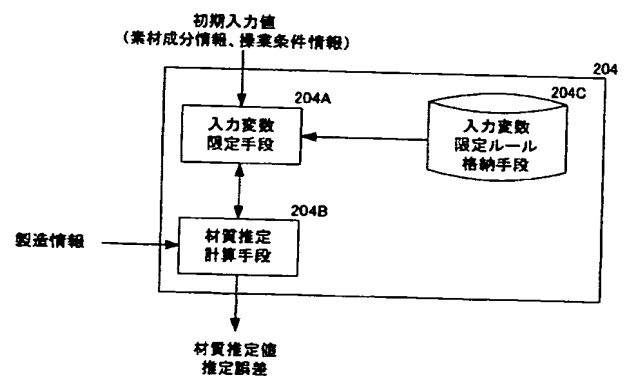 初期入力値
(素材成分情報、操業条件情報)
204
204A
入力変数
限定手段
204C
入力変数
限定ルール
格納手段
204B
材質推定
計算手段
製造情報
材質推定値
推定誤差